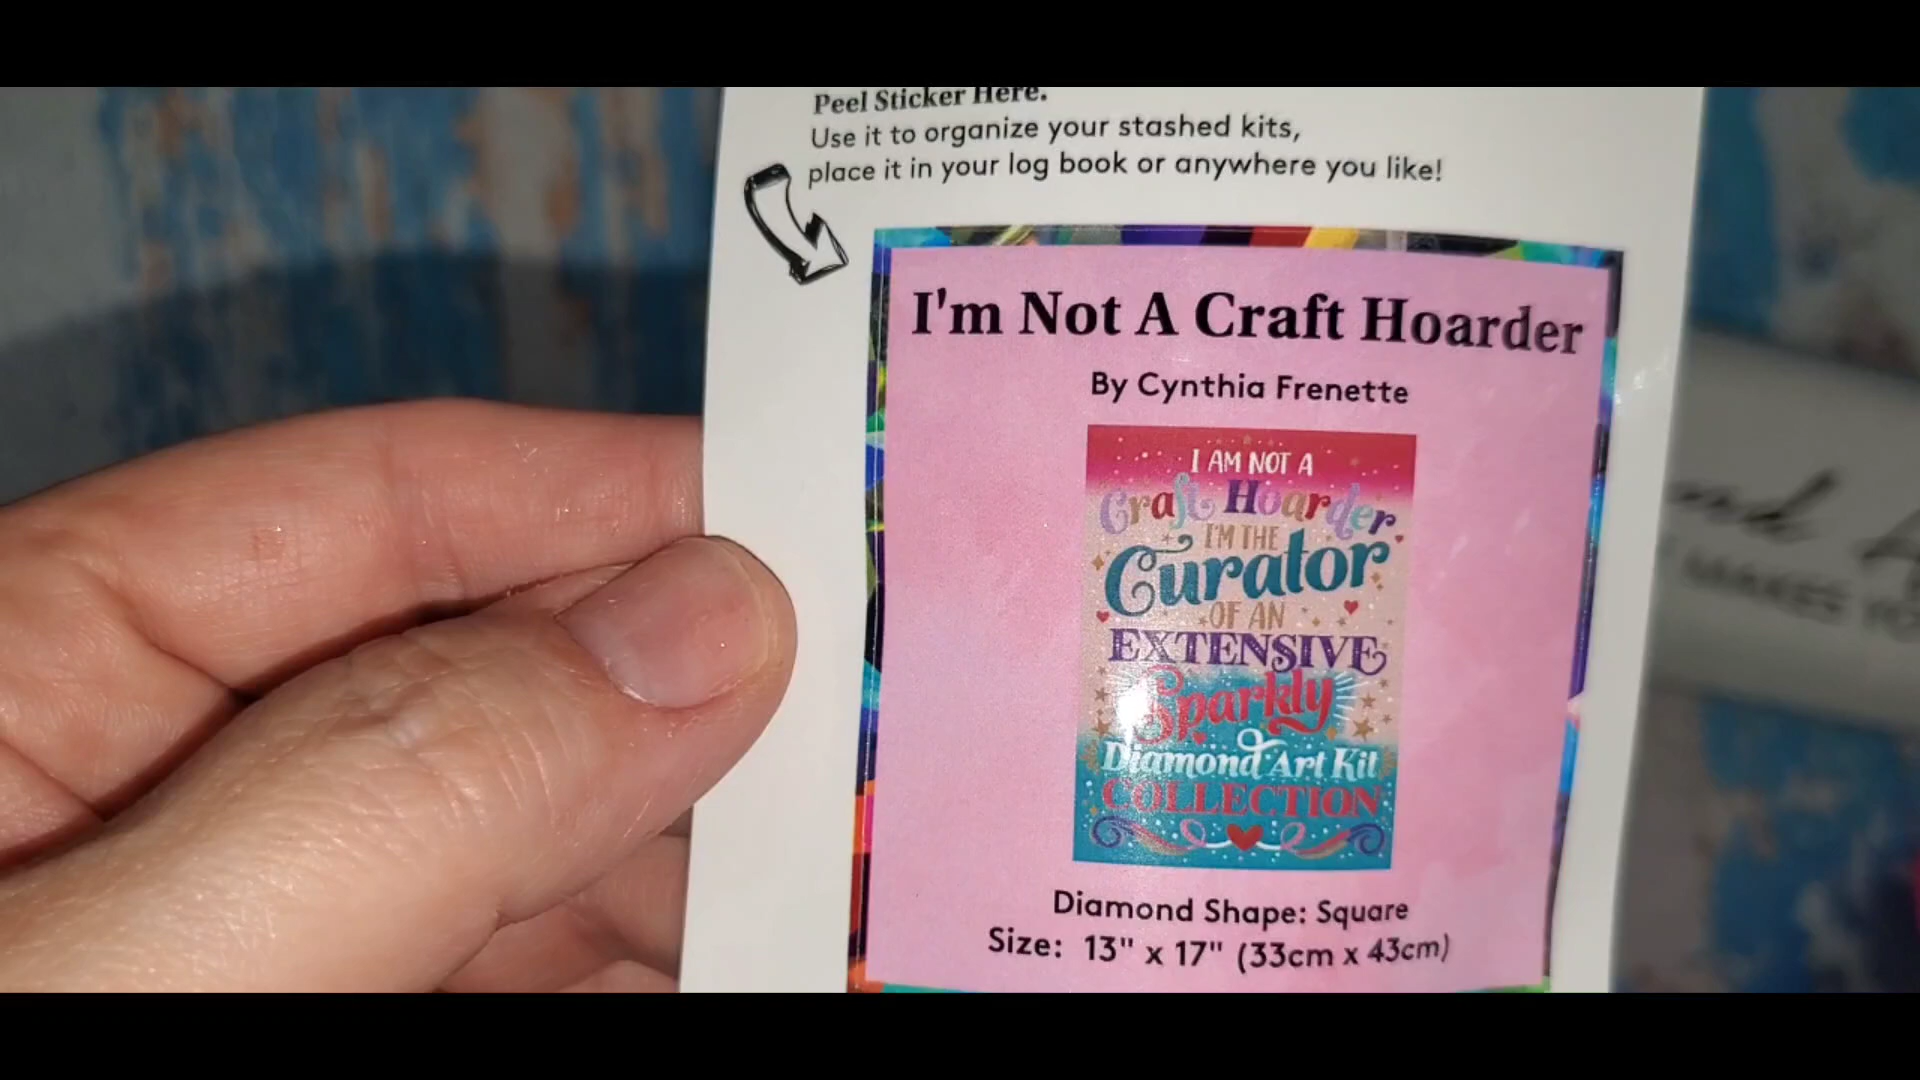 Peel Sticker Here.
Use it to organize your stashed kits,
place it in your log book or anywhere you like!
I'm Not A Craft Hoarder
By Cynthia Frenette
I AM NOT A
Craft Hoarder
I'M THE
Curator
OF AN
EXTENSIVE
Sparkly
Diamond Art Kit
COLLECTION
Diamond Shape: Square
Size: 13" x 17" (33cm x 43cm)
MAKES